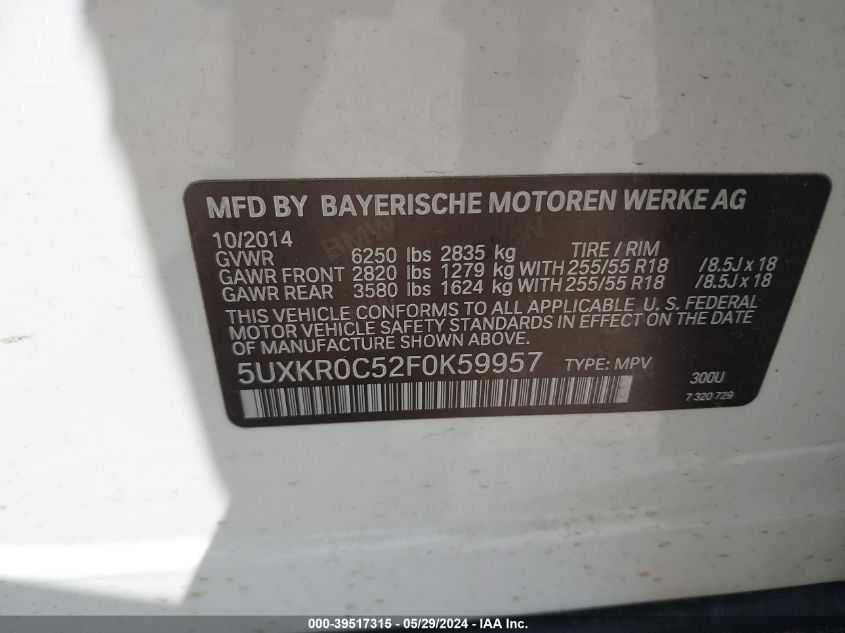 MFD BY BAYERISCHE MOTOREN WERKE AG
10/2014
GVWR 6250 lbs 2835 kg TIRE / RIM
GAWR FRONT 2820 lbs 1279 kg WITH 255/55 R18 /8.5J x 18
GAWR REAR 3580 lbs 1624 kg WITH 255/55 R18 /8.5J x 18
THIS VEHICLE CONFORMS TO ALL APPLICABLE U. S. FEDERAL
MOTOR VEHICLE SAFETY STANDARDS IN EFFECT ON THE DATE
OF MANUFACTURE SHOWN ABOVE.
5UXKR0C52F0K59957 TYPE: MPV
300U
7 320 729
000-39517315 - 05/29/2024 - IAA Inc.